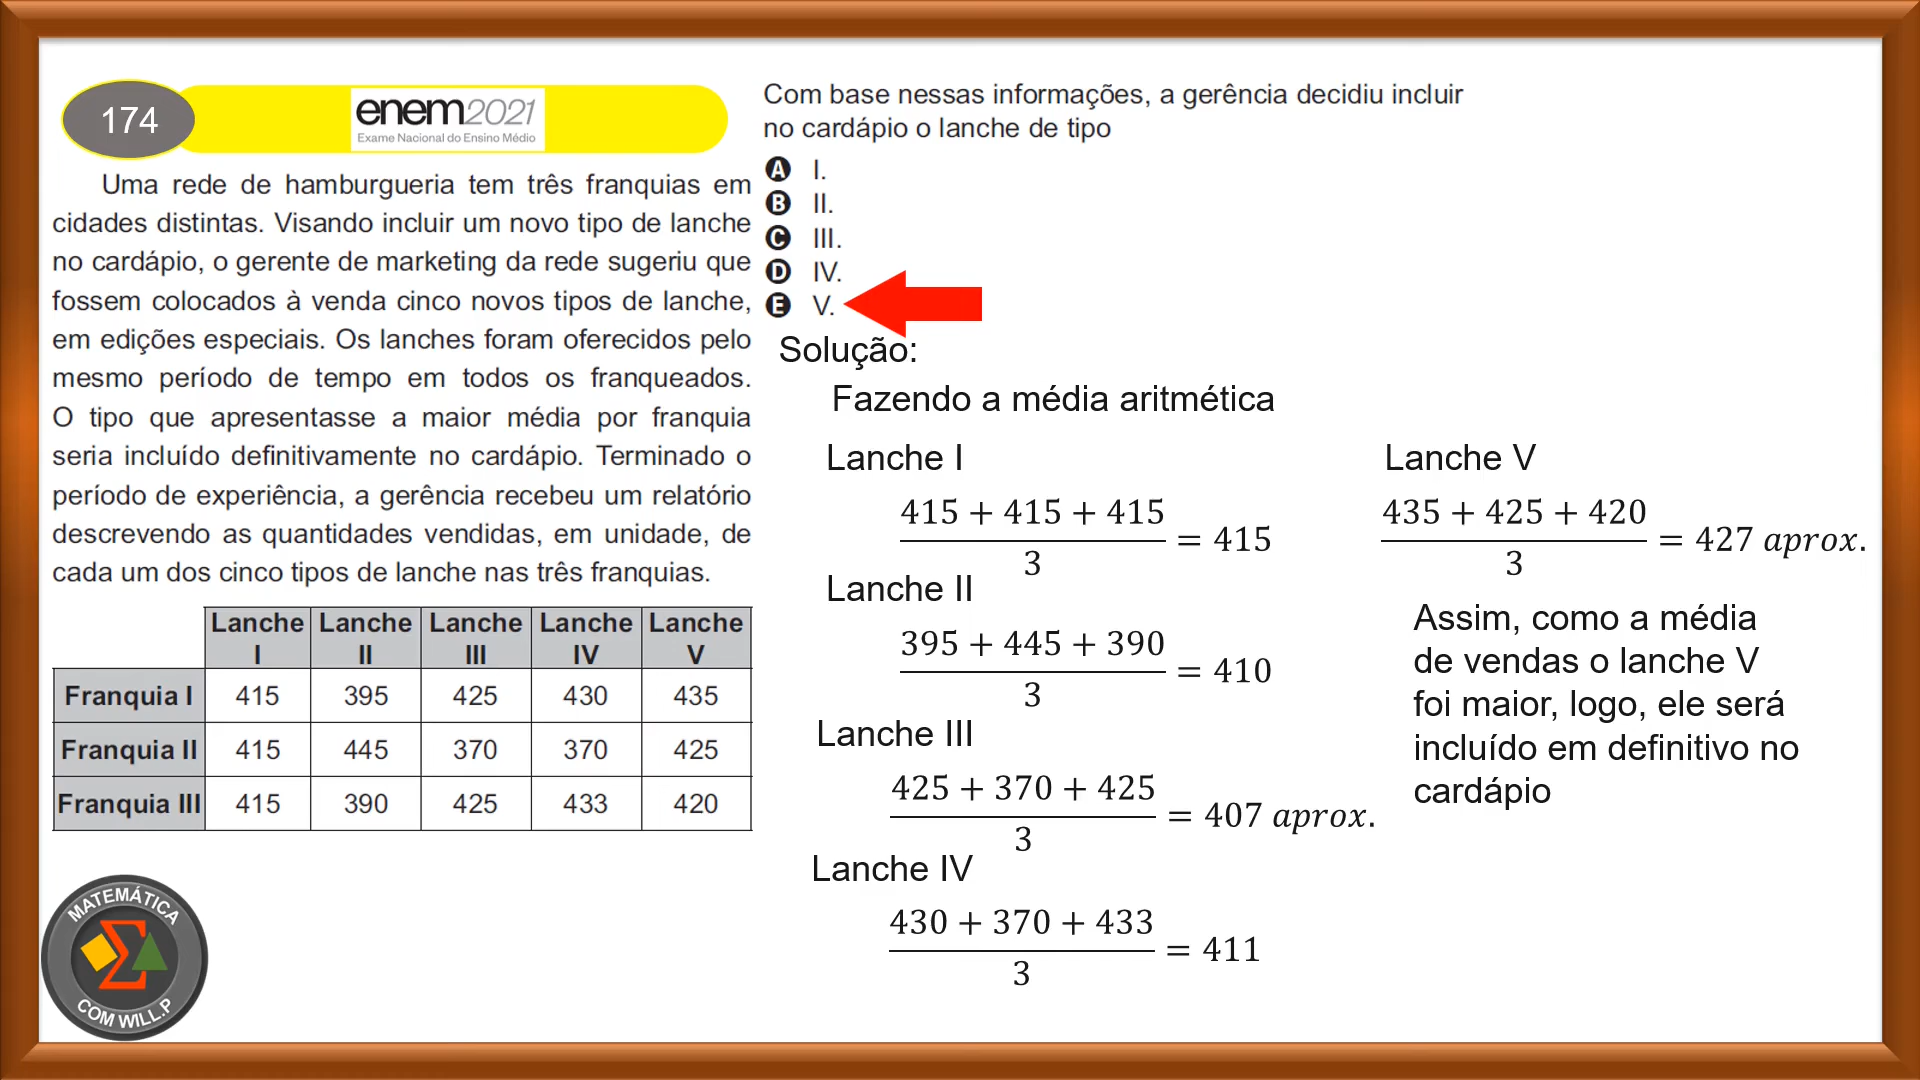 174
enem2021
Exame Nacional do Ensino Médio
Uma rede de hamburgueria tem três franquias em
cidades distintas. Visando incluir um novo tipo de lanche
no cardápio, o gerente de marketing da rede sugeriu que
fossem colocados à venda cinco novos tipos de lanche,
em edições especiais. Os lanches foram oferecidos pelo
mesmo período de tempo em todos os franqueados.
O tipo que apresentasse a maior média por franquia
seria incluído definitivamente no cardápio. Terminado o
período de experiência, a gerência recebeu um relatório
descrevendo as quantidades vendidas, em unidade, de
cada um dos cinco tipos de lanche nas três franquias.
Lanche I Lanche II Lanche III Lanche IV Lanche V
Franquia I 415 395 425 430 435
Franquia II 415 445 370 370 425
Franquia III 415 390 425 433 420
MATEMÁTICA
COM WILL.P
Com base nessas informações, a gerência decidiu incluir
no cardápio o lanche de tipo
A I.
B II.
C III.
D IV.
E V.
Solução:
Fazendo a média aritmética
Lanche I
415 + 415 + 415
3
= 415
Lanche II
395 + 445 + 390
3
= 410
Lanche III
425 + 370 + 425
3
= 407 aprox.
Lanche IV
430 + 370 + 433
3
= 411
Lanche V
435 + 425 + 420
3
= 427 aprox.
Assim, como a média
de vendas o lanche V
foi maior, logo, ele será
incluído em definitivo no
cardápio